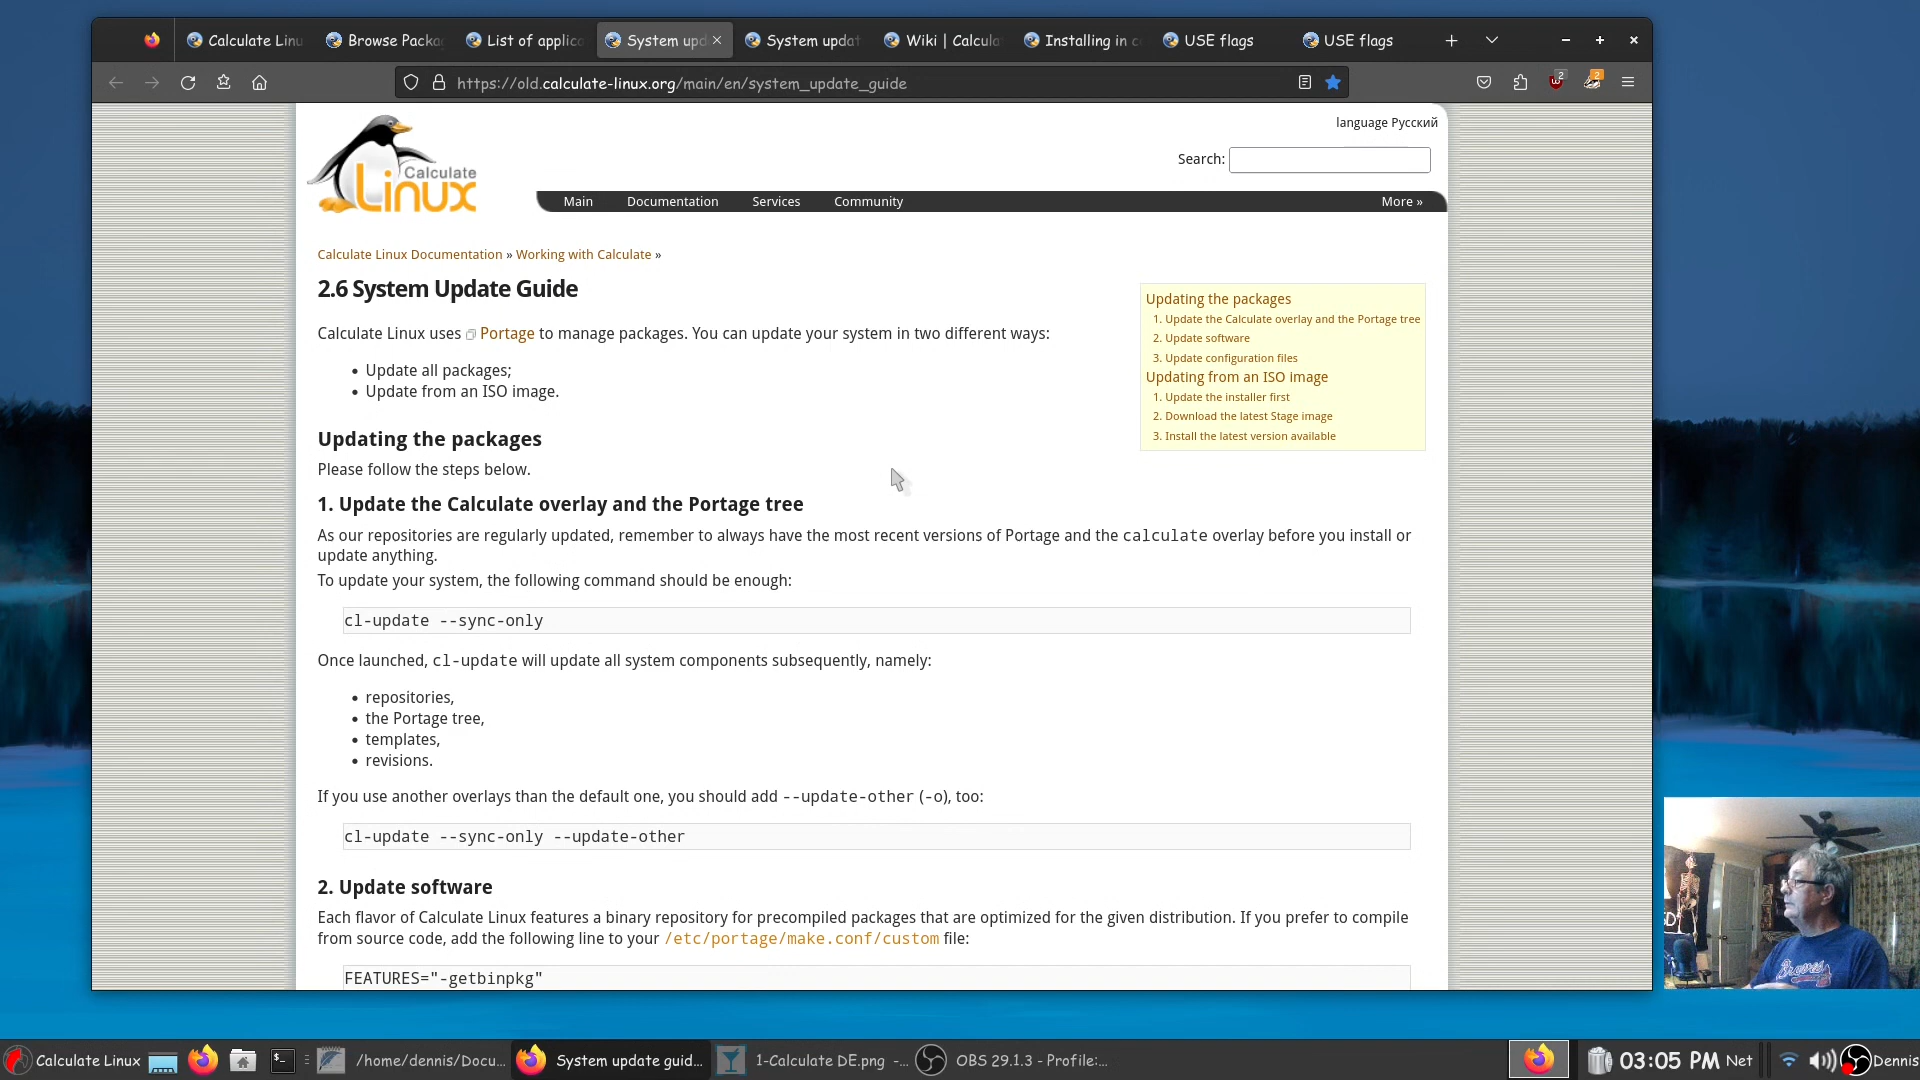 Calculate Linu
Browse Packa
List of applic
System upd
System updat
Wiki | Calcula
Installing in c
USE flags
USE flags
https://old.calculate-linux.org/main/en/system_update_guide
2
2
language Русский
Calculate
Linux
Search:
Main
Documentation
Services
Community
More »
Calculate Linux Documentation » Working with Calculate »
2.6 System Update Guide
Calculate Linux uses Portage to manage packages. You can update your system in two different ways:
• Update all packages;
• Update from an ISO image.
Updating the packages
1. Update the Calculate overlay and the Portage tree
2. Update software
3. Update configuration files
Updating from an ISO image
1. Update the installer first
2. Download the latest Stage image
3. Install the latest version available
Updating the packages
Please follow the steps below.
1. Update the Calculate overlay and the Portage tree
As our repositories are regularly updated, remember to always have the most recent versions of Portage and the calculate overlay before you install or
update anything.
To update your system, the following command should be enough:
cl-update --sync-only
Once launched, cl-update will update all system components subsequently, namely:
• repositories,
• the Portage tree,
• templates,
• revisions.
If you use another overlays than the default one, you should add --update-other (-o), too:
cl-update --sync-only --update-other
2. Update software
Each flavor of Calculate Linux features a binary repository for precompiled packages that are optimized for the given distribution. If you prefer to compile
from source code, add the following line to your /etc/portage/make.conf/custom file:
FEATURES="-getbinpkg"
Braves
Calculate Linux
/home/dennis/Docu...
System update guid...
1-Calculate DE.png -...
OBS 29.1.3 - Profile:...
03:05 PM
Net
Dennis